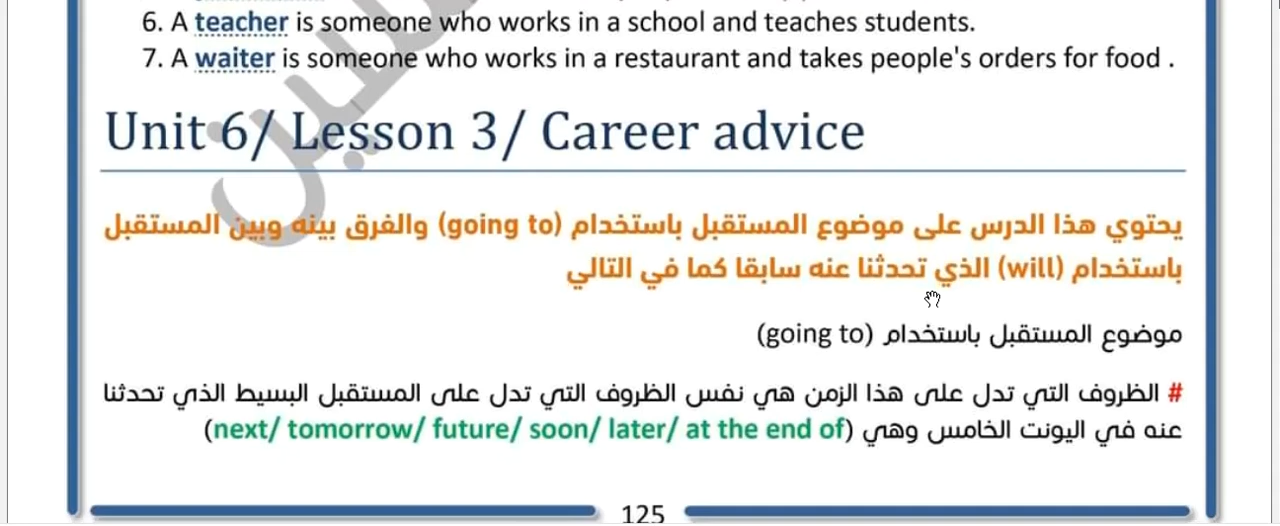 6. A teacher is someone who works in a school and teaches students.
7. A waiter is someone who works in a restaurant and takes people's orders for food .
Unit 6/ Lesson 3/ Career advice
يحتوي هذا الدرس على موضوع المستقبل باستخدام (going to) والفرق بينه وبين المستقبل
باستخدام (will) الذي تحدثنا عنه سابقا كما في التالي
موضوع المستقبل باستخدام (going to)
# الظروف التي تدل على هذا الزمن هي نفس الظروف التي تدل على المستقبل البسيط الذي تحدثنا
عنه في اليونت الخامس وهي (next/ tomorrow/ future/ soon/ later/ at the end of)
125